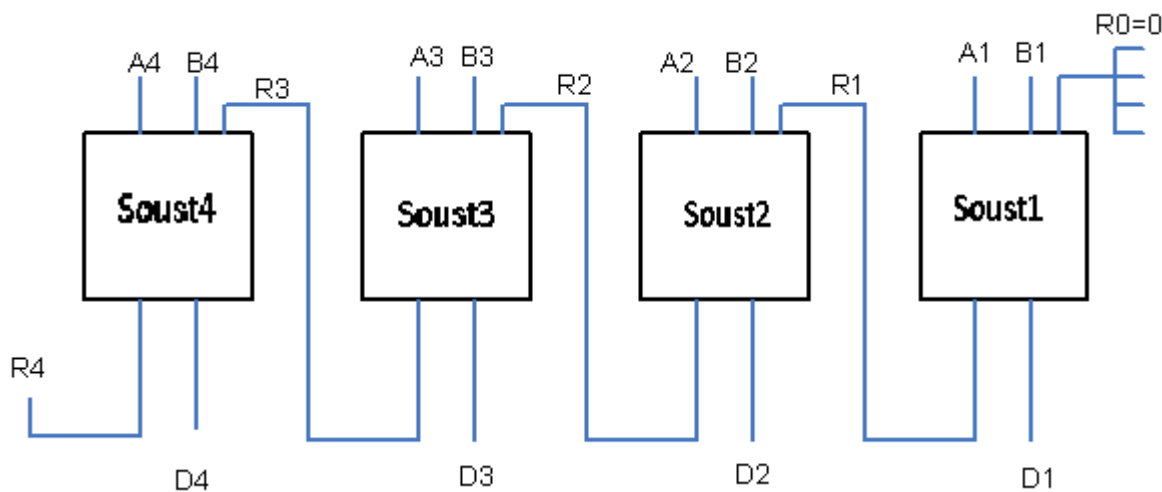 R0=0
A4 B4 R3 A3 B3 R2 A2 B2 R1 A1 B1
Soust4 Soust3 Soust2 Soust1
R4
D4 D3 D2 D1